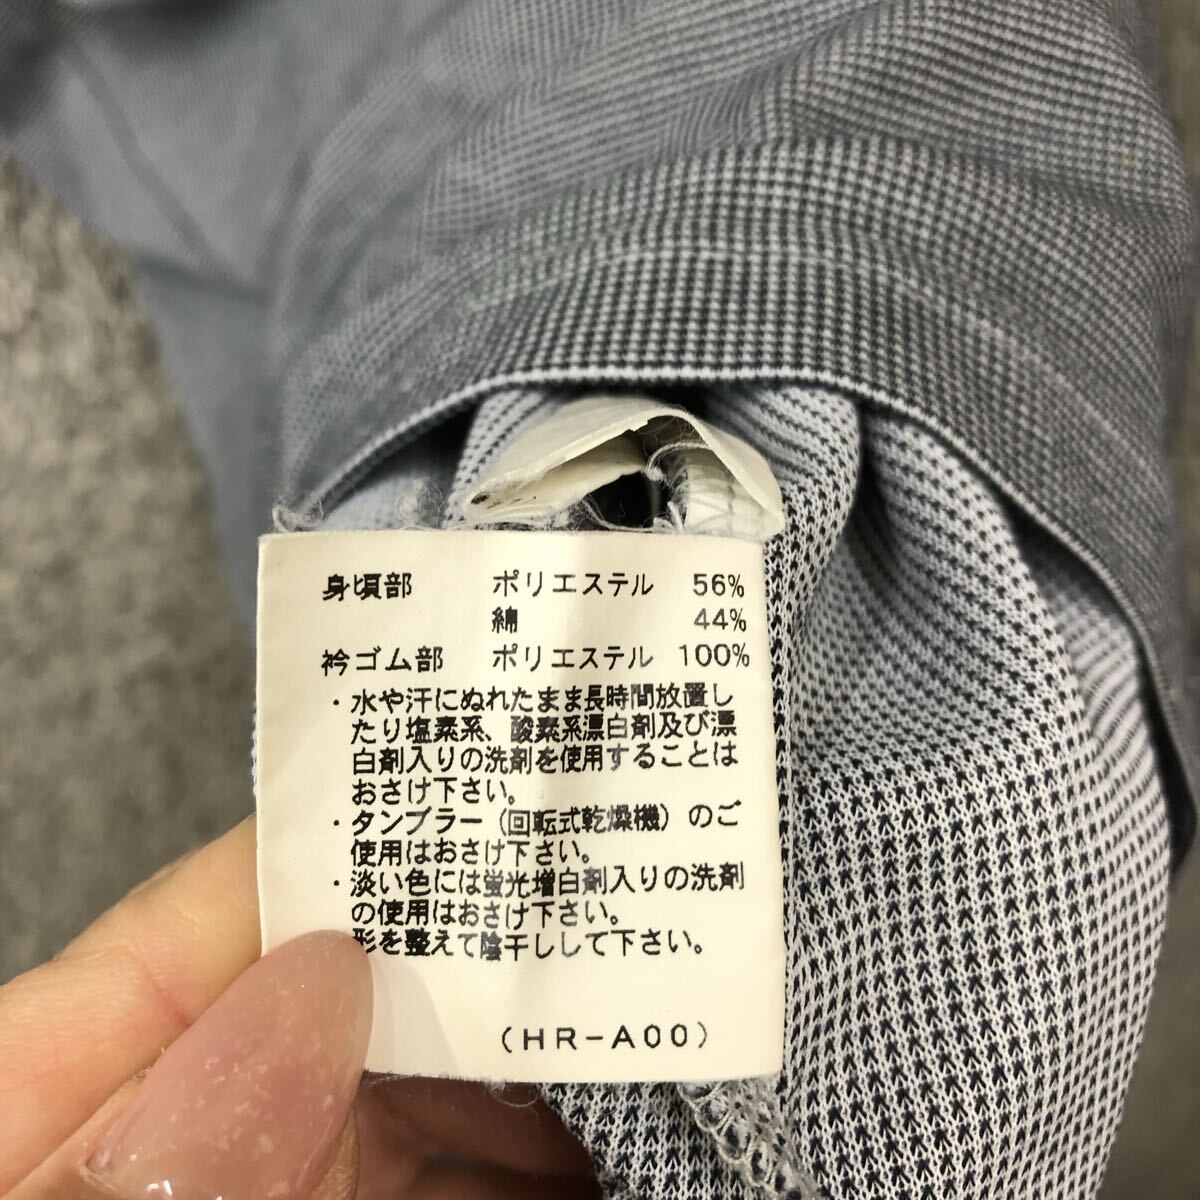 身頃部 ポリエステル 56%
綿 44%
衿ゴム部 ポリエステル 100%
・水や汗にぬれたまま長時間放置し
たり塩素系、酸素系漂白剤及び漂
白剤入りの洗剤を使用することは
おさけ下さい。
・タンブラー（回転式乾燥機）のご
使用はおさけ下さい。
・淡い色には蛍光増白剤入りの洗剤
の使用はおさけ下さい。
形を整えて陰干しして下さい。
(HR-A00)